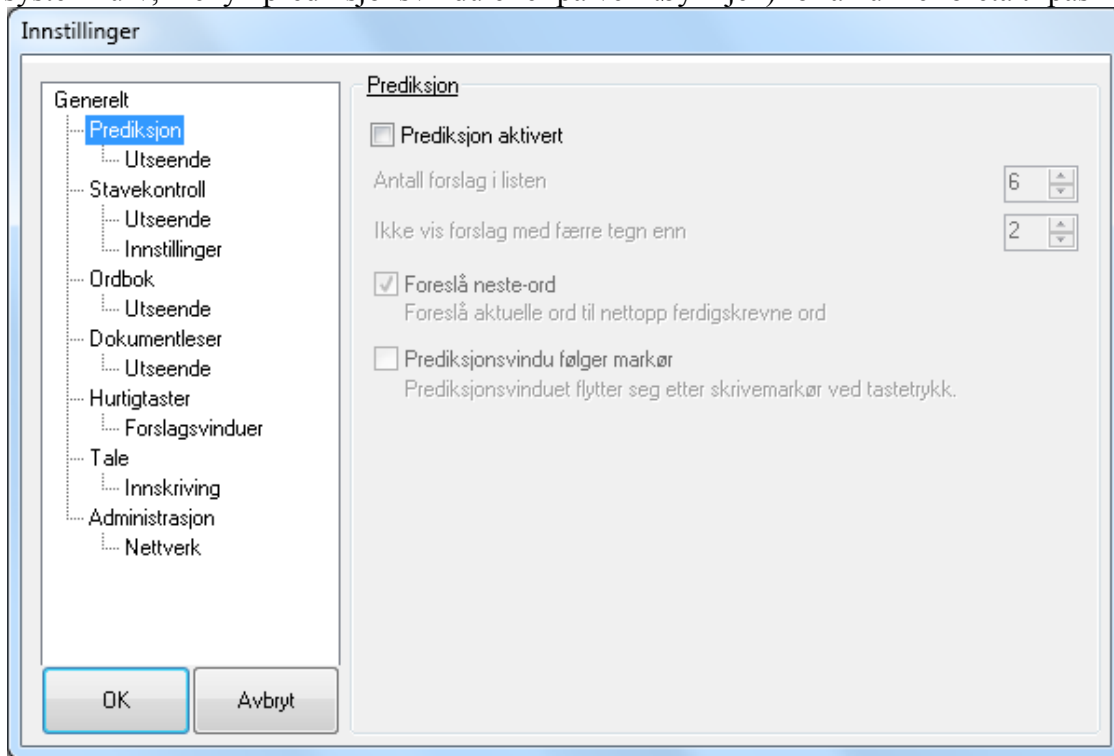 Innstillinger
Generelt
Prediksjon
Utseende
Stavekontroll
Utseende
Innstillinger
Ordbok
Utseende
Dokumentleser
Utseende
Hurtigtaster
Forslagsvinduer
Tale
Innskriving
Administrasjon
Nettverk
OK
Avbryt
Prediksjon
Prediksjon aktivert
Antall forslag i listen 6
Ikke vis forslag med færre tegn enn 2
Foreslå neste-ord
Foreslå aktuelle ord til nettopp ferdigskrevne ord
Prediksjonsvindu følger markør
Prediksjonsvinduet flytter seg etter skrivemarkør ved tastetrykk.